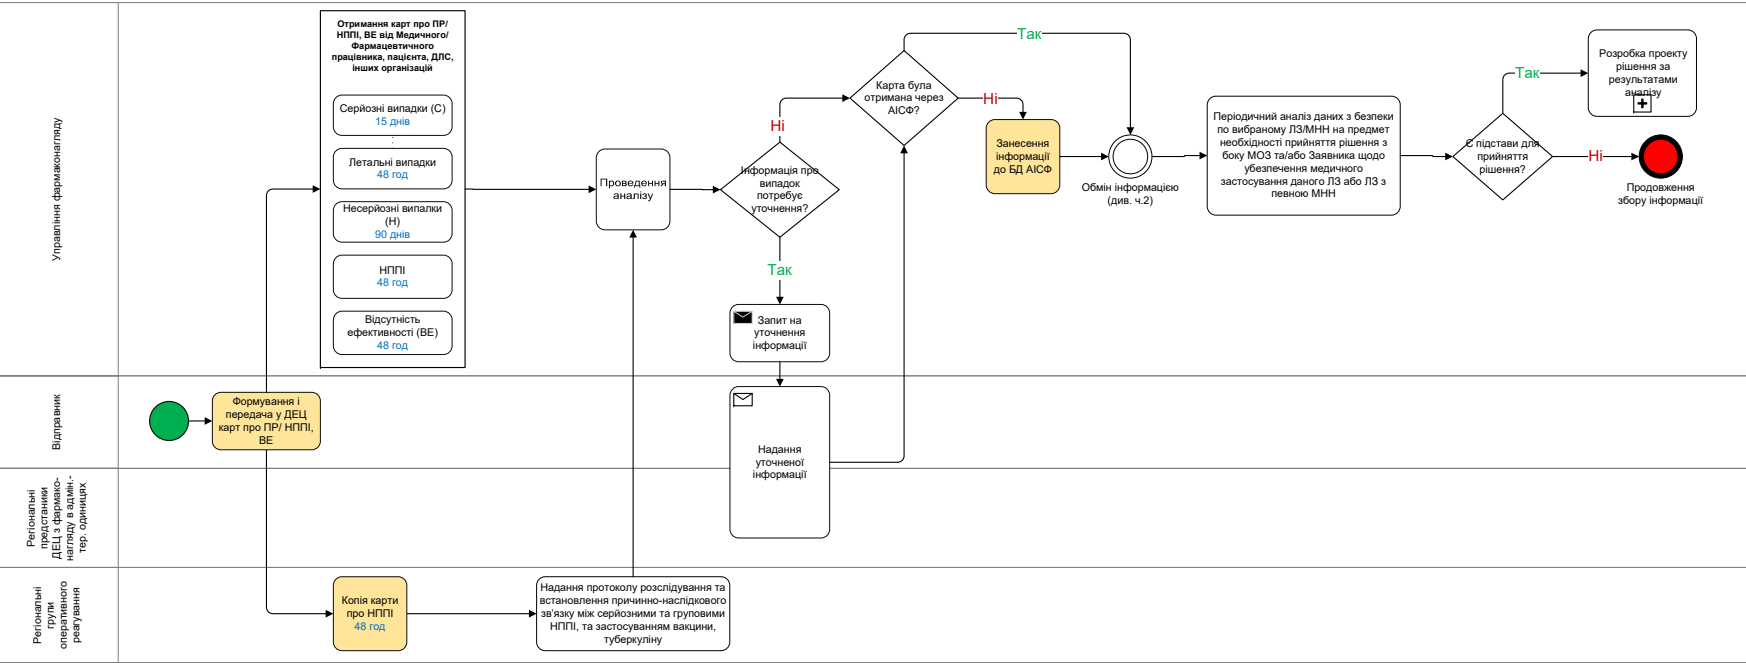 Управління фармаконагляду
Отримання карт про ПР/
НППІ, ВЕ від Медичного/
Фармацевтичного
працівника, пацієнта, ДЛС,
інших організацій
Серйозні випадки (С)
15 днів
:
Летальні випадки
48 год
Несерйозні випалки
(Н)
90 днів
НППІ
48 год
Відсутність
ефективності (ВЕ)
48 год
Проведення
аналізу
Інформація про
випадок
потребує
уточнення?
Ні
Так
Запит на
уточнення
інформації
Карта була
отримана через
АІСФ?
Так
Ні
Занесення
інформації
до БД АІСФ
Обмін інформацією
(див. ч.2)
Періодичний аналіз даних з безпеки
по вибраному ЛЗ/МНН на предмет
необхідності прийняття рішення з
боку МОЗ та/або Заявника щодо
убезпечення медичного
застосування даного ЛЗ або ЛЗ з
певною МНН
Є підстави для
прийняття
рішення?
Так
Розробка проекту
рішення за
результатами
аналізу
Ні
Продовження
збору інформації
Відправник
Формування і
передача у ДЕЦ
карт про ПР/ НППІ,
ВЕ
Надання
уточненої
інформації
Регіональні
предстаники
ДЕЦ з фармако-
нагляду в адмін.-
тер. одиницях
Регіональні
групи
оперативного
реагування
Копія карти
про НППІ
48 год
Надання протоколу розслідування та
встановлення причинно-наслідкового
зв'язку між серйозними та груповими
НППІ, та застосуванням вакцини,
туберкуліну